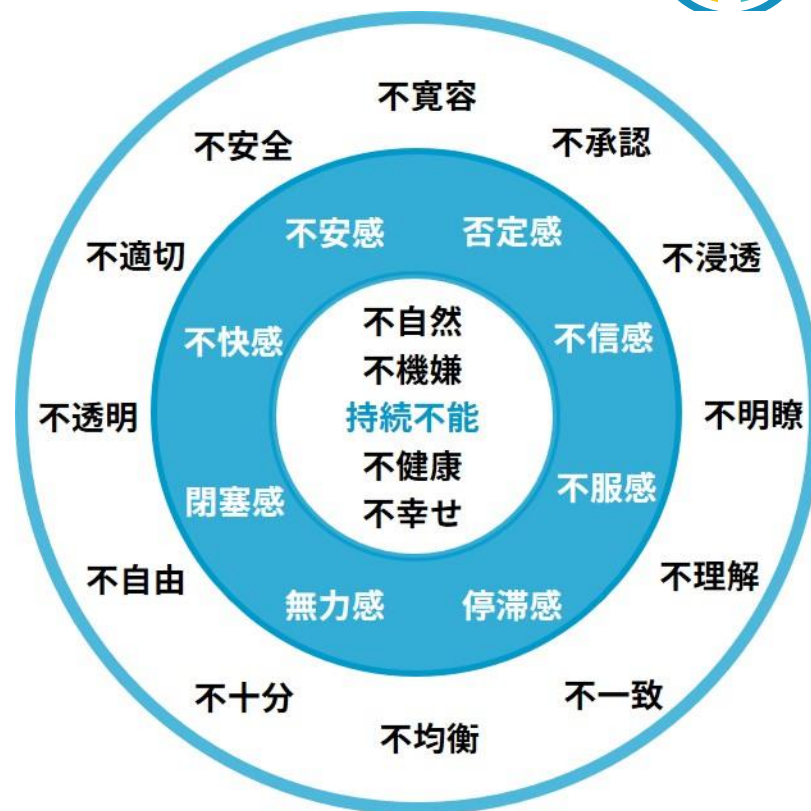 不寛容
不安全
不承認
不適切
不浸透
不透明
不明瞭
不自由
不理解
不十分
不一致
不均衡
不安感
否定感
不快感
不信感
閉塞感
不服感
無力感
停滞感
不自然
不機嫌
持続不能
不健康
不幸せ